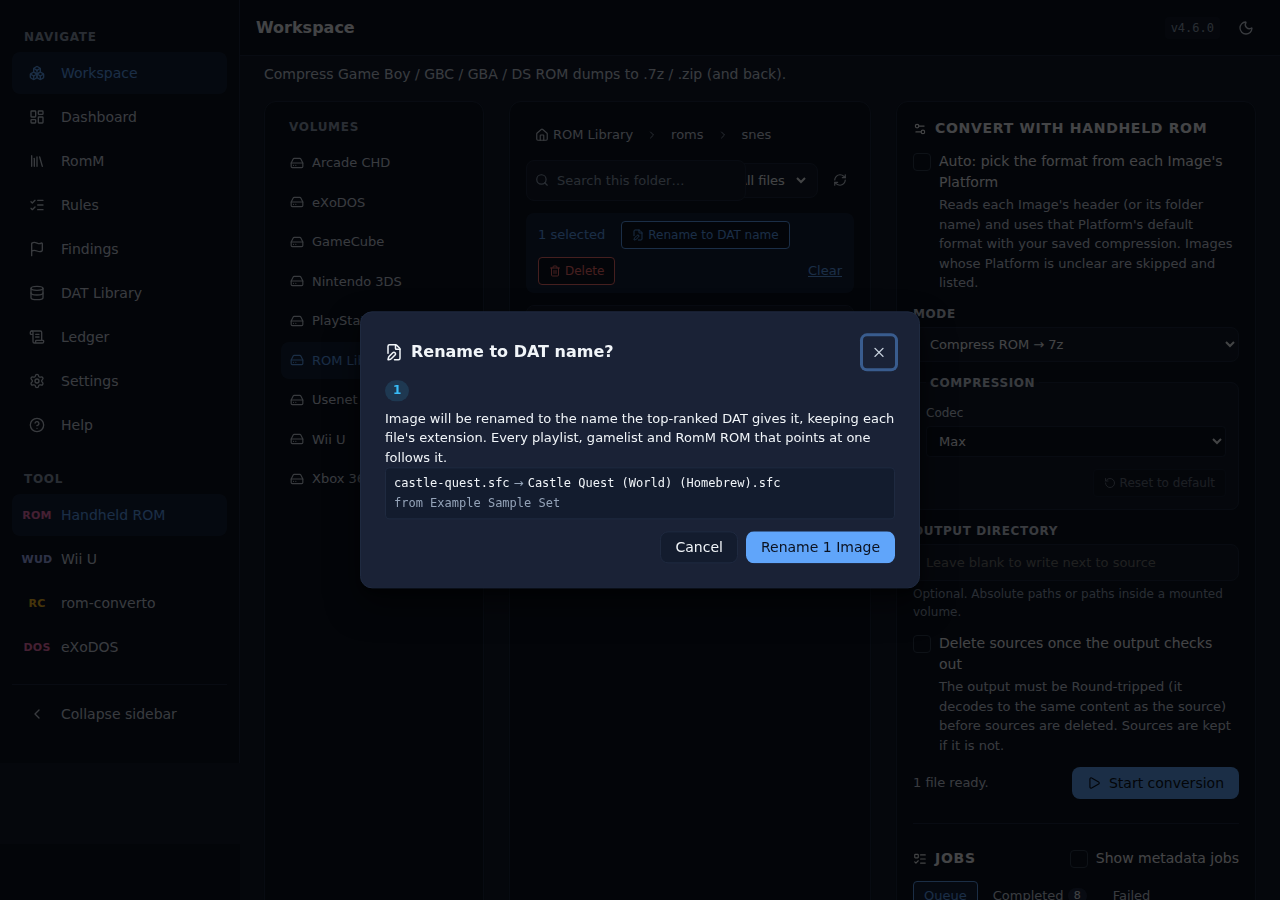 NAVIGATE
Workspace
Dashboard
RomM
Rules
Findings
DAT Library
Ledger
Settings
Help
TOOL
ROM Handheld ROM
WUD Wii U
RC rom-converto
DOS eXoDOS
Collapse sidebar
Workspace
v4.6.0
Compress Game Boy / GBC / GBA / DS ROM dumps to .7z / .zip (and back).
VOLUMES
Arcade CHD
eXoDOS
GameCube
Nintendo 3DS
PlaySta
ROM Lib
Usenet
Wii U
Xbox 36
ROM Library > roms > snes
Search this folder…
ll files
1 selected
Rename to DAT name
Delete
Clear
Rename to DAT name?
1
Image will be renamed to the name the top-ranked DAT gives it, keeping each
file's extension. Every playlist, gamelist and RomM ROM that points at one
follows it.
castle-quest.sfc → Castle Quest (World) (Homebrew).sfc
from Example Sample Set
Cancel
Rename 1 Image
CONVERT WITH HANDHELD ROM
Auto: pick the format from each Image's
Platform
Reads each Image's header (or its folder
name) and uses that Platform's default
format with your saved compression. Images
whose Platform is unclear are skipped and
listed.
MODE
Compress ROM → 7z
COMPRESSION
Codec
Max
Reset to default
OUTPUT DIRECTORY
Leave blank to write next to source
Optional. Absolute paths or paths inside a mounted
volume.
Delete sources once the output checks
out
The output must be Round-tripped (it
decodes to the same content as the source)
before sources are deleted. Sources are kept
if it is not.
1 file ready.
Start conversion
JOBS
Show metadata jobs
Queue
Completed 8
Failed